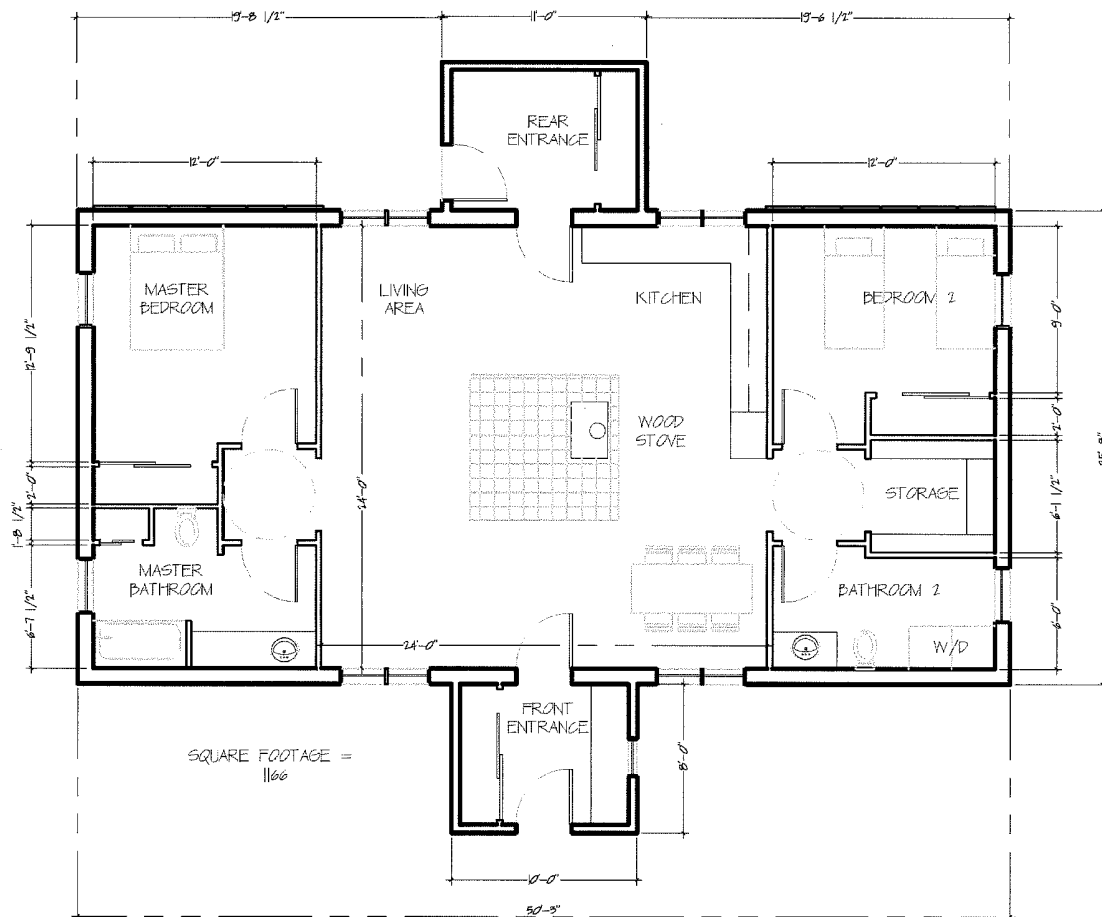 19'-8 1/2"
11'-0"
19'-6 1/2"
REAR
ENTRANCE
12'-0"
12'-0"
MASTER
BEDROOM
LIVING
AREA
KITCHEN
BEDROOM 2
12'-9 1/2"
9'-0"
WOOD
STOVE
2'-0"
2'-0"
24'-0"
STORAGE
6'-1 1/2"
1'-8 1/2"
MASTER
BATHROOM
BATHROOM 2
6'-7 1/2"
6'-0"
24'-0"
W/D
FRONT
ENTRANCE
SQUARE FOOTAGE =
1166
8'-0"
10'-0"
50'-3"